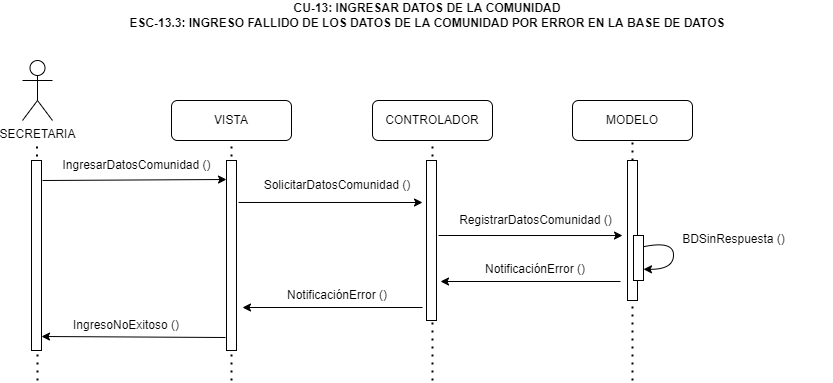 CU-13: INGRESAR DATOS DE LA COMUNIDAD
ESC-13.3: INGRESO FALLIDO DE LOS DATOS DE LA COMUNIDAD POR ERROR EN LA BASE DE DATOS
SECRETARIA
VISTA
CONTROLADOR
MODELO
IngresarDatosComunidad ()
SolicitarDatosComunidad ()
RegistrarDatosComunidad ()
BDSinRespuesta ()
NotificaciónError ()
NotificaciónError ()
IngresoNoExitoso ()